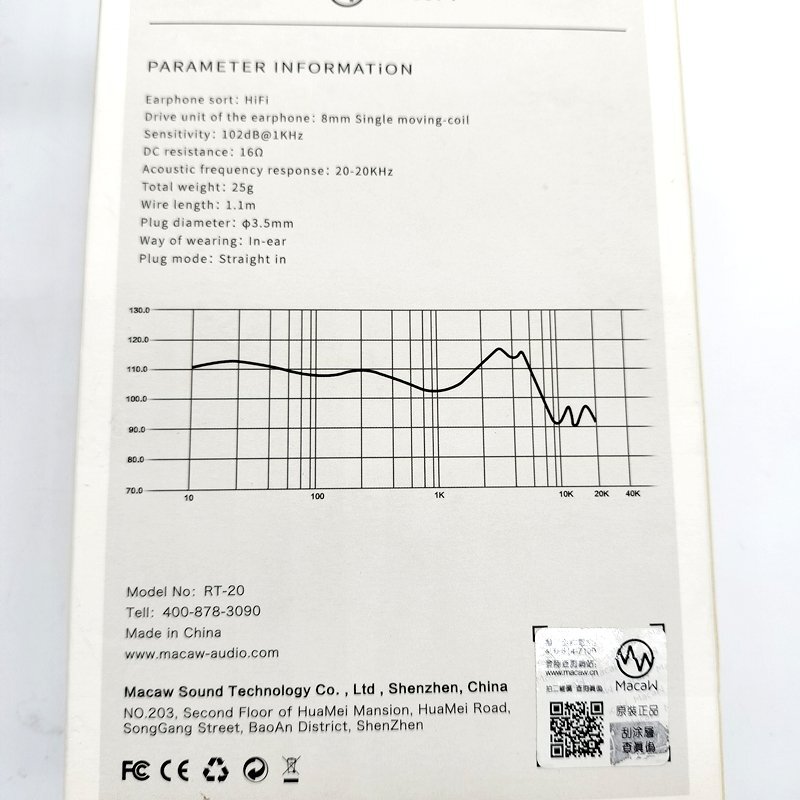 PARAMETER INFORMATiON
Earphone sort: HiFi
Drive unit of the earphone: 8mm Single moving-coil
Sensitivity: 102dB@1KHz
DC resistance: 16Ω
Acoustic frequency response: 20-20KHz
Total weight: 25g
Wire length: 1.1m
Plug diameter: φ3.5mm
Way of wearing: In-ear
Plug mode: Straight in
130.0
120.0
110.0
100.0
90.0
80.0
70.0
10 100 1K 10K 20K 40K
Model No: RT-20
Tell: 400-878-3090
Made in China
www.macaw-audio.com
Macaw Sound Technology Co. , Ltd , Shenzhen, China
NO.203, Second Floor of HuaMei Mansion, HuaMei Road,
SongGang Street, BaoAn District, ShenZhen
FC CE
www.macaw.cn
MacaW
原装正品
刮涂層
查真僞